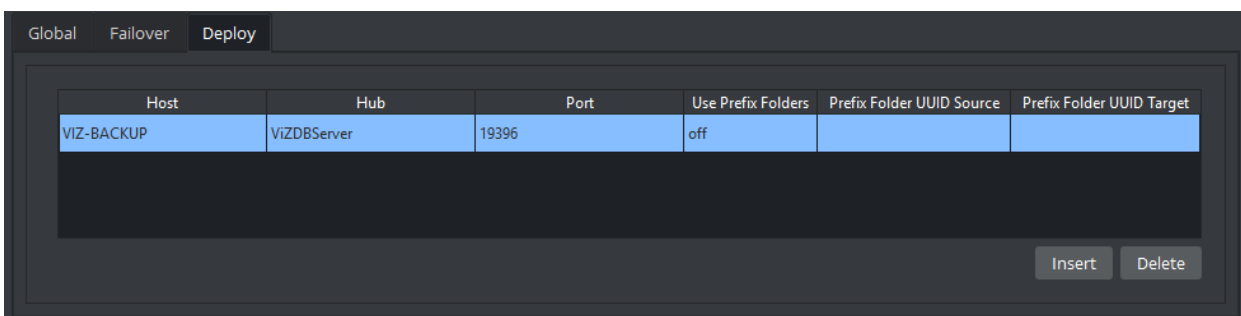 Global Failover Deploy
Host Hub Port Use Prefix Folders Prefix Folder UUID Source Prefix Folder UUID Target
VIZ-BACKUP ViZDBServer 19396 off
Insert Delete